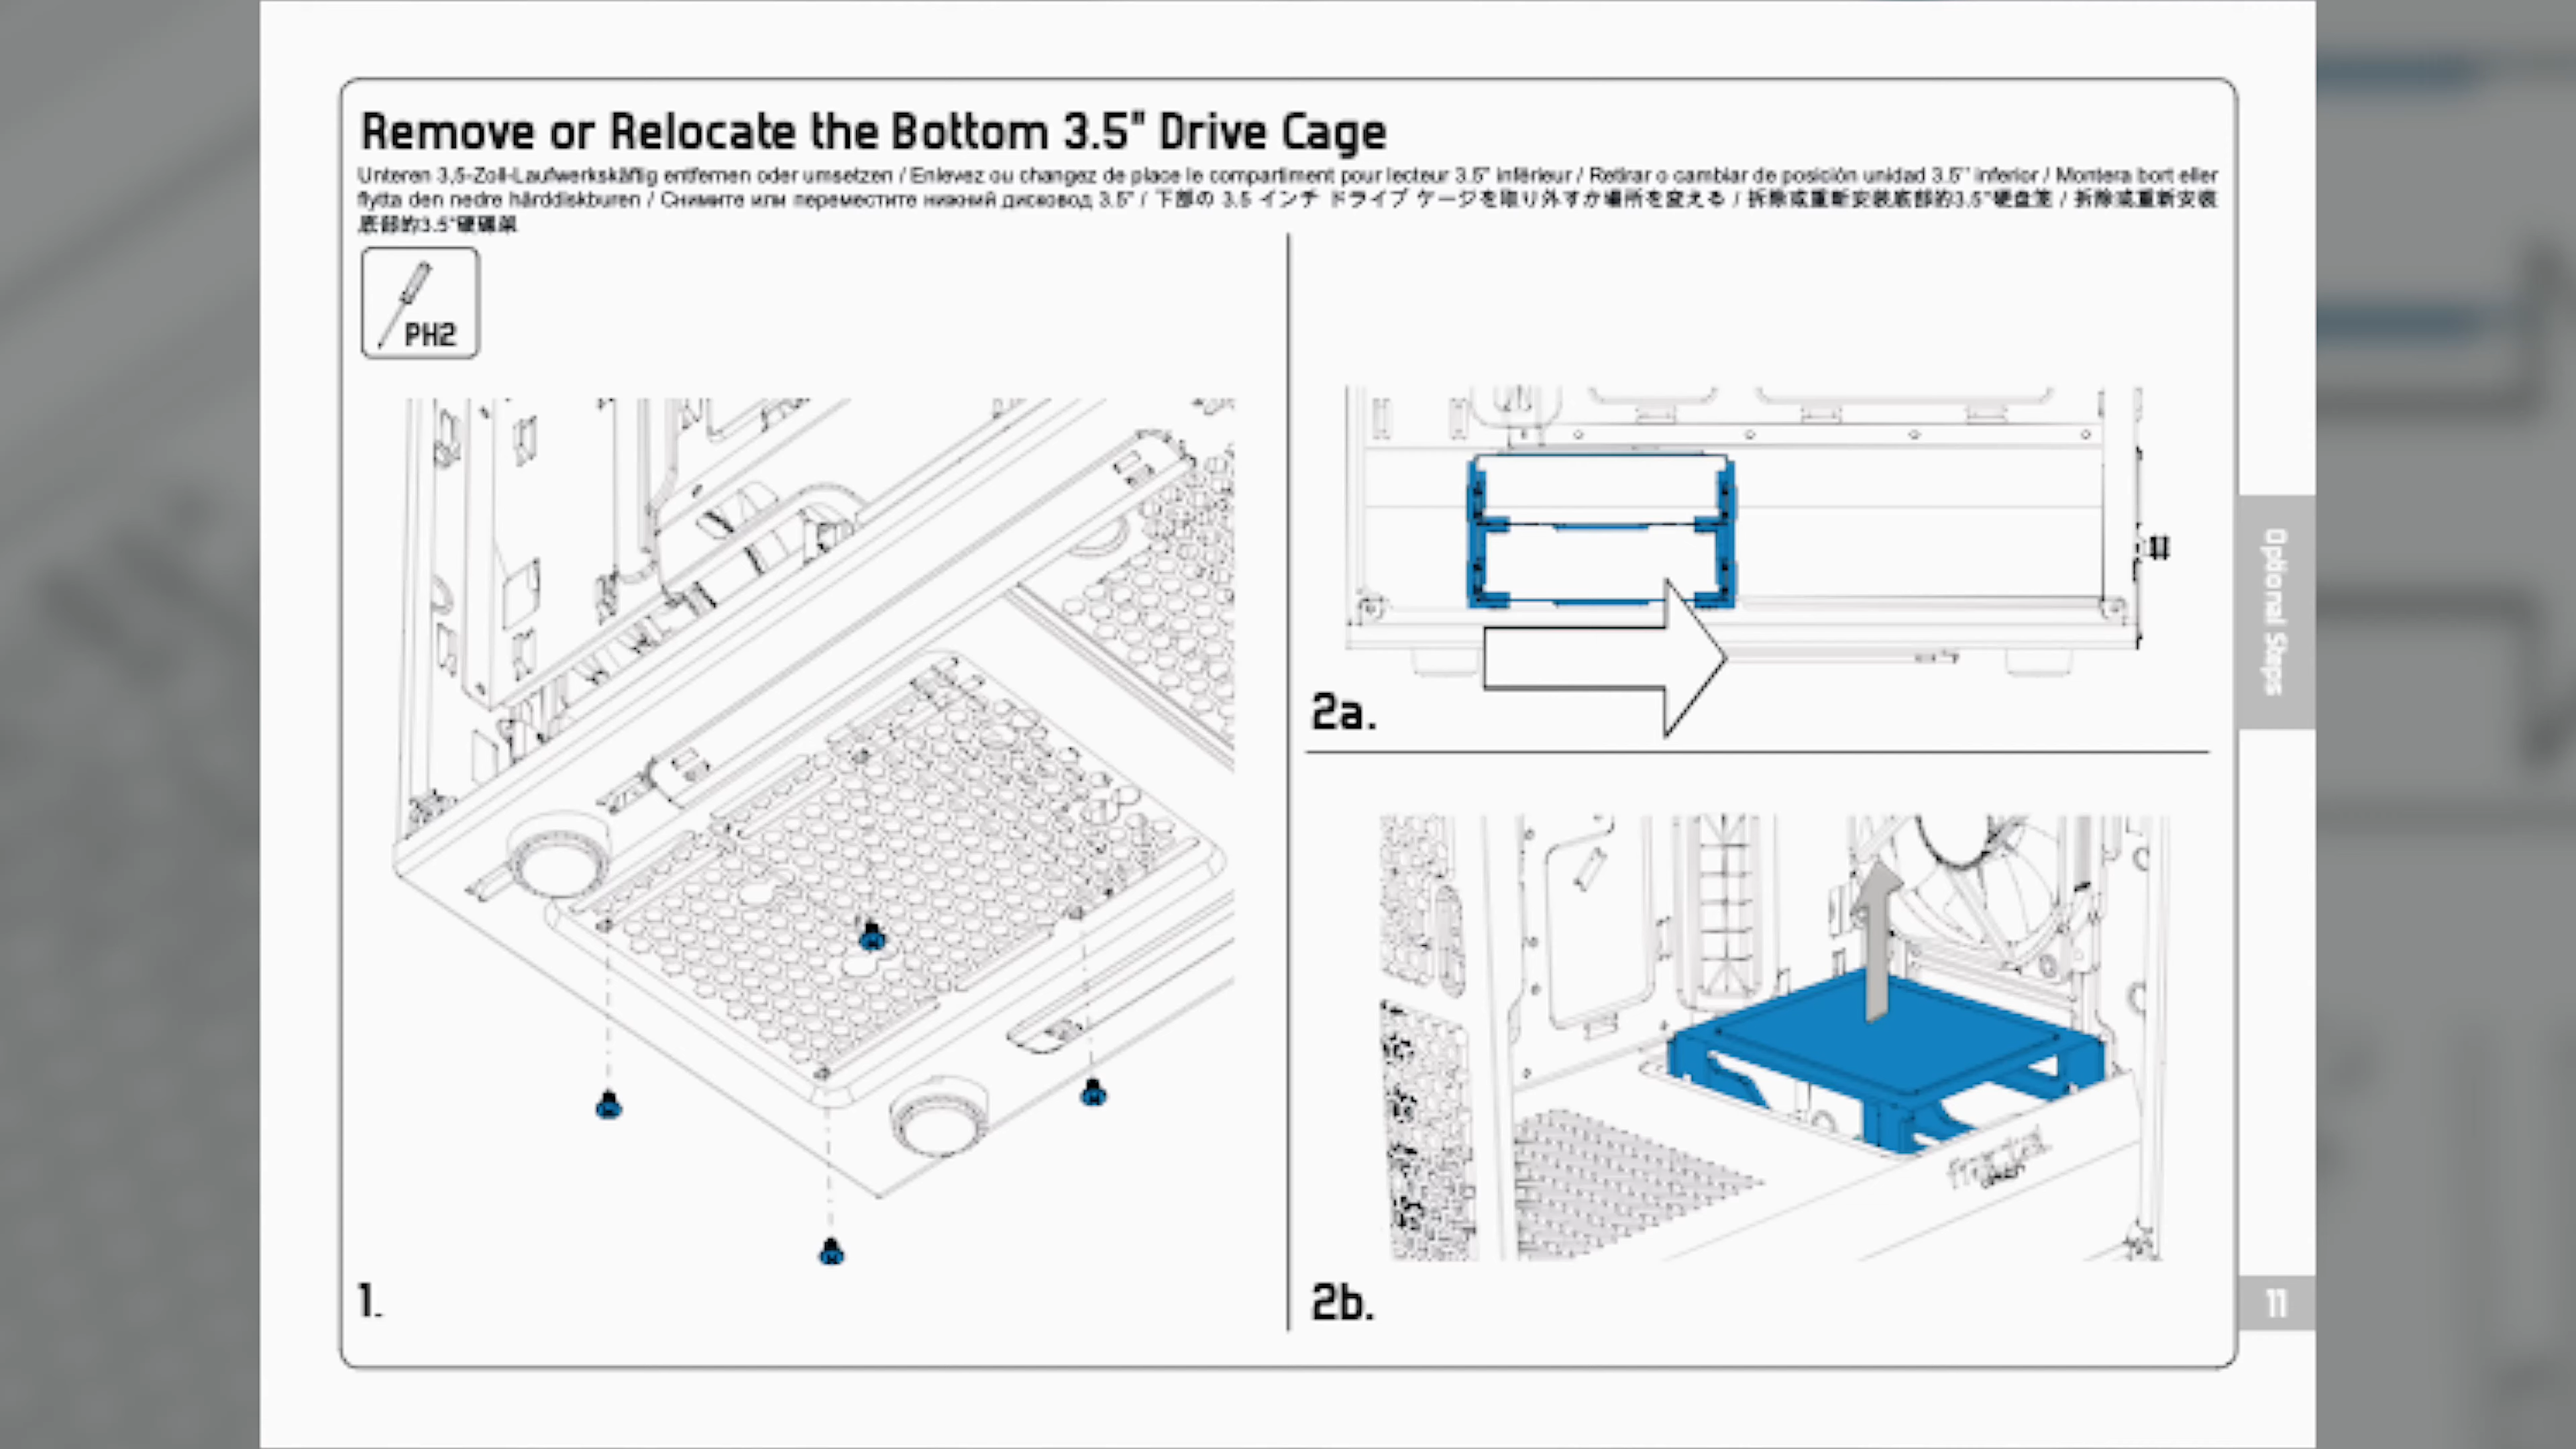 Remove or Relocate the Bottom 3.5" Drive Cage
Unteren 3,5-Zoll-Laufwerkskäfig entfernen oder umsetzen / Enlevez ou changez de place le compartiment pour lecteur 3.5" inférieur / Retirar o cambiar de posición unidad 3.5'' inferior / Montera bort eller
flytta den nedre hårddiskburen / Снимите или переместите нижний дисковод 3.5" / 下部の 3.5 インチ ドライブ ケージを取り外すか場所を変える / 拆除或重新安装底部的3.5"硬盘笼 / 拆除或重新安裝
底部的3.5"硬碟架
PH2
1.
2a.
2b.
fractal
Optional Steps
11